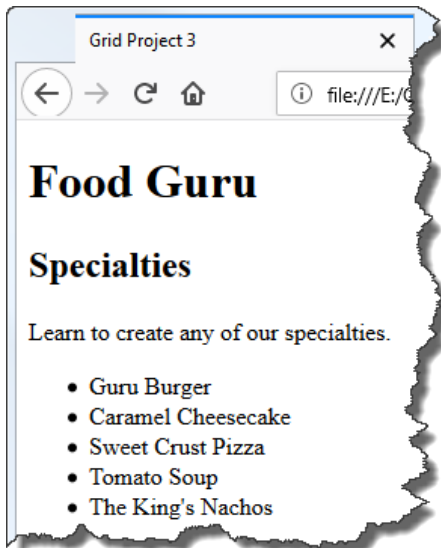 Grid Project 3
file:///E:/
Food Guru
Specialties
Learn to create any of our specialties.
Guru Burger
Caramel Cheesecake
Sweet Crust Pizza
Tomato Soup
The King's Nachos